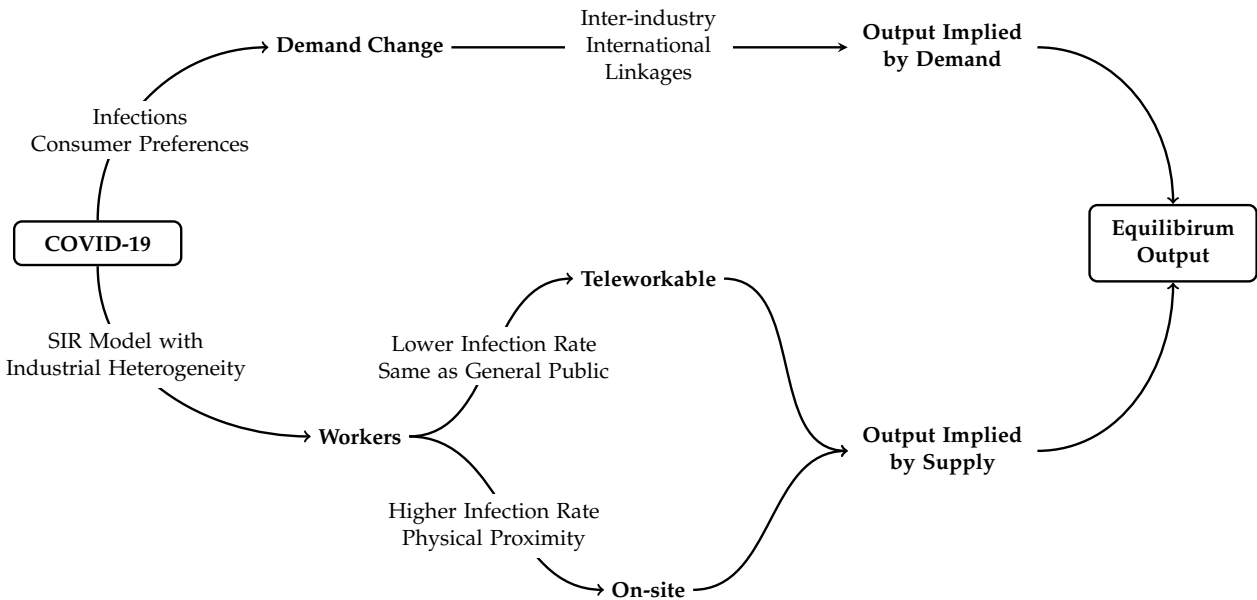 Demand Change
Inter-industry
International
Linkages
Output Implied
by Demand
Infections
Consumer Preferences
COVID-19
Equilibirum
Output
Teleworkable
SIR Model with
Industrial Heterogeneity
Lower Infection Rate
Same as General Public
Workers
Output Implied
by Supply
Higher Infection Rate
Physical Proximity
On-site